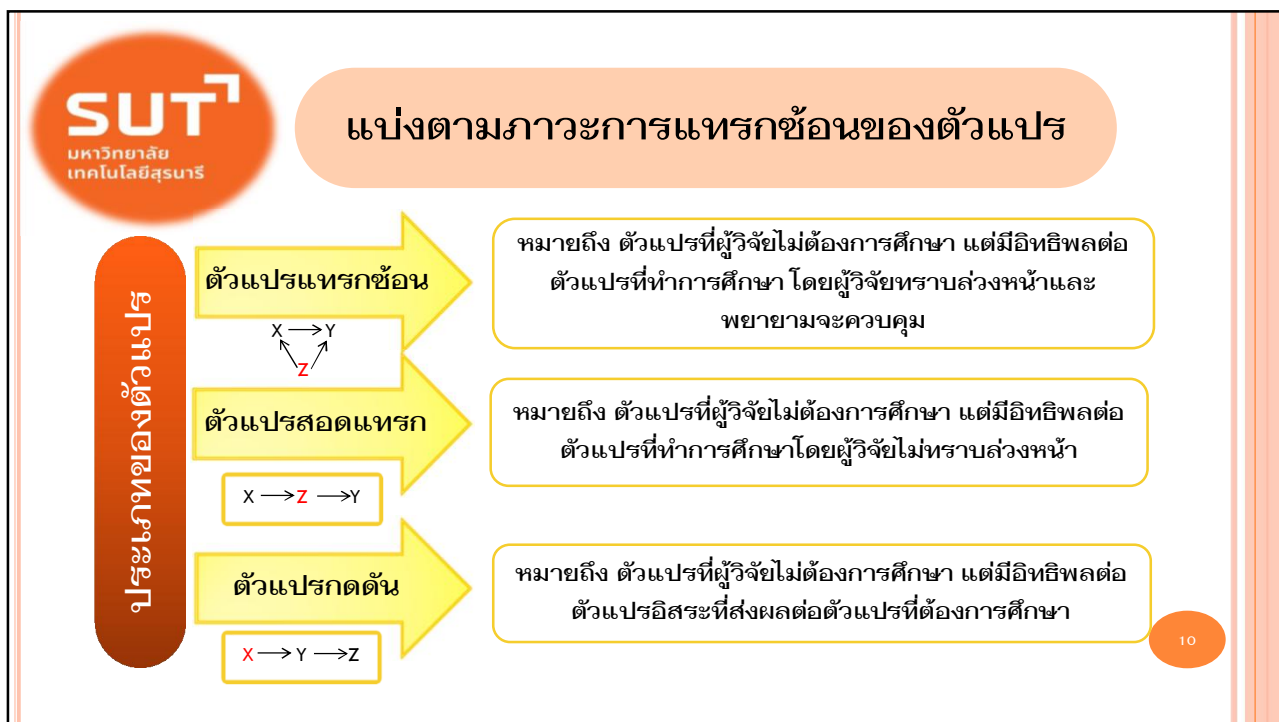 SUT
มหาวิทยาลัย
เทคโนโลยีสุรนารี
แบ่งตามภาวะการแทรกซ้อนของตัวแปร
ประเภทของตัวแปร
ตัวแปรแทรกซ้อน
X → Y
Z
หมายถึง ตัวแปรที่ผู้วิจัยไม่ต้องการศึกษา แต่มีอิทธิพลต่อ
ตัวแปรที่ทำการศึกษา โดยผู้วิจัยทราบล่วงหน้าและ
พยายามจะควบคุม
ตัวแปรสอดแทรก
X → Z → Y
หมายถึง ตัวแปรที่ผู้วิจัยไม่ต้องการศึกษา แต่มีอิทธิพลต่อ
ตัวแปรที่ทำการศึกษาโดยผู้วิจัยไม่ทราบล่วงหน้า
ตัวแปรกดดัน
X → Y → Z
หมายถึง ตัวแปรที่ผู้วิจัยไม่ต้องการศึกษา แต่มีอิทธิพลต่อ
ตัวแปรอิสระที่ส่งผลต่อตัวแปรที่ต้องการศึกษา
10